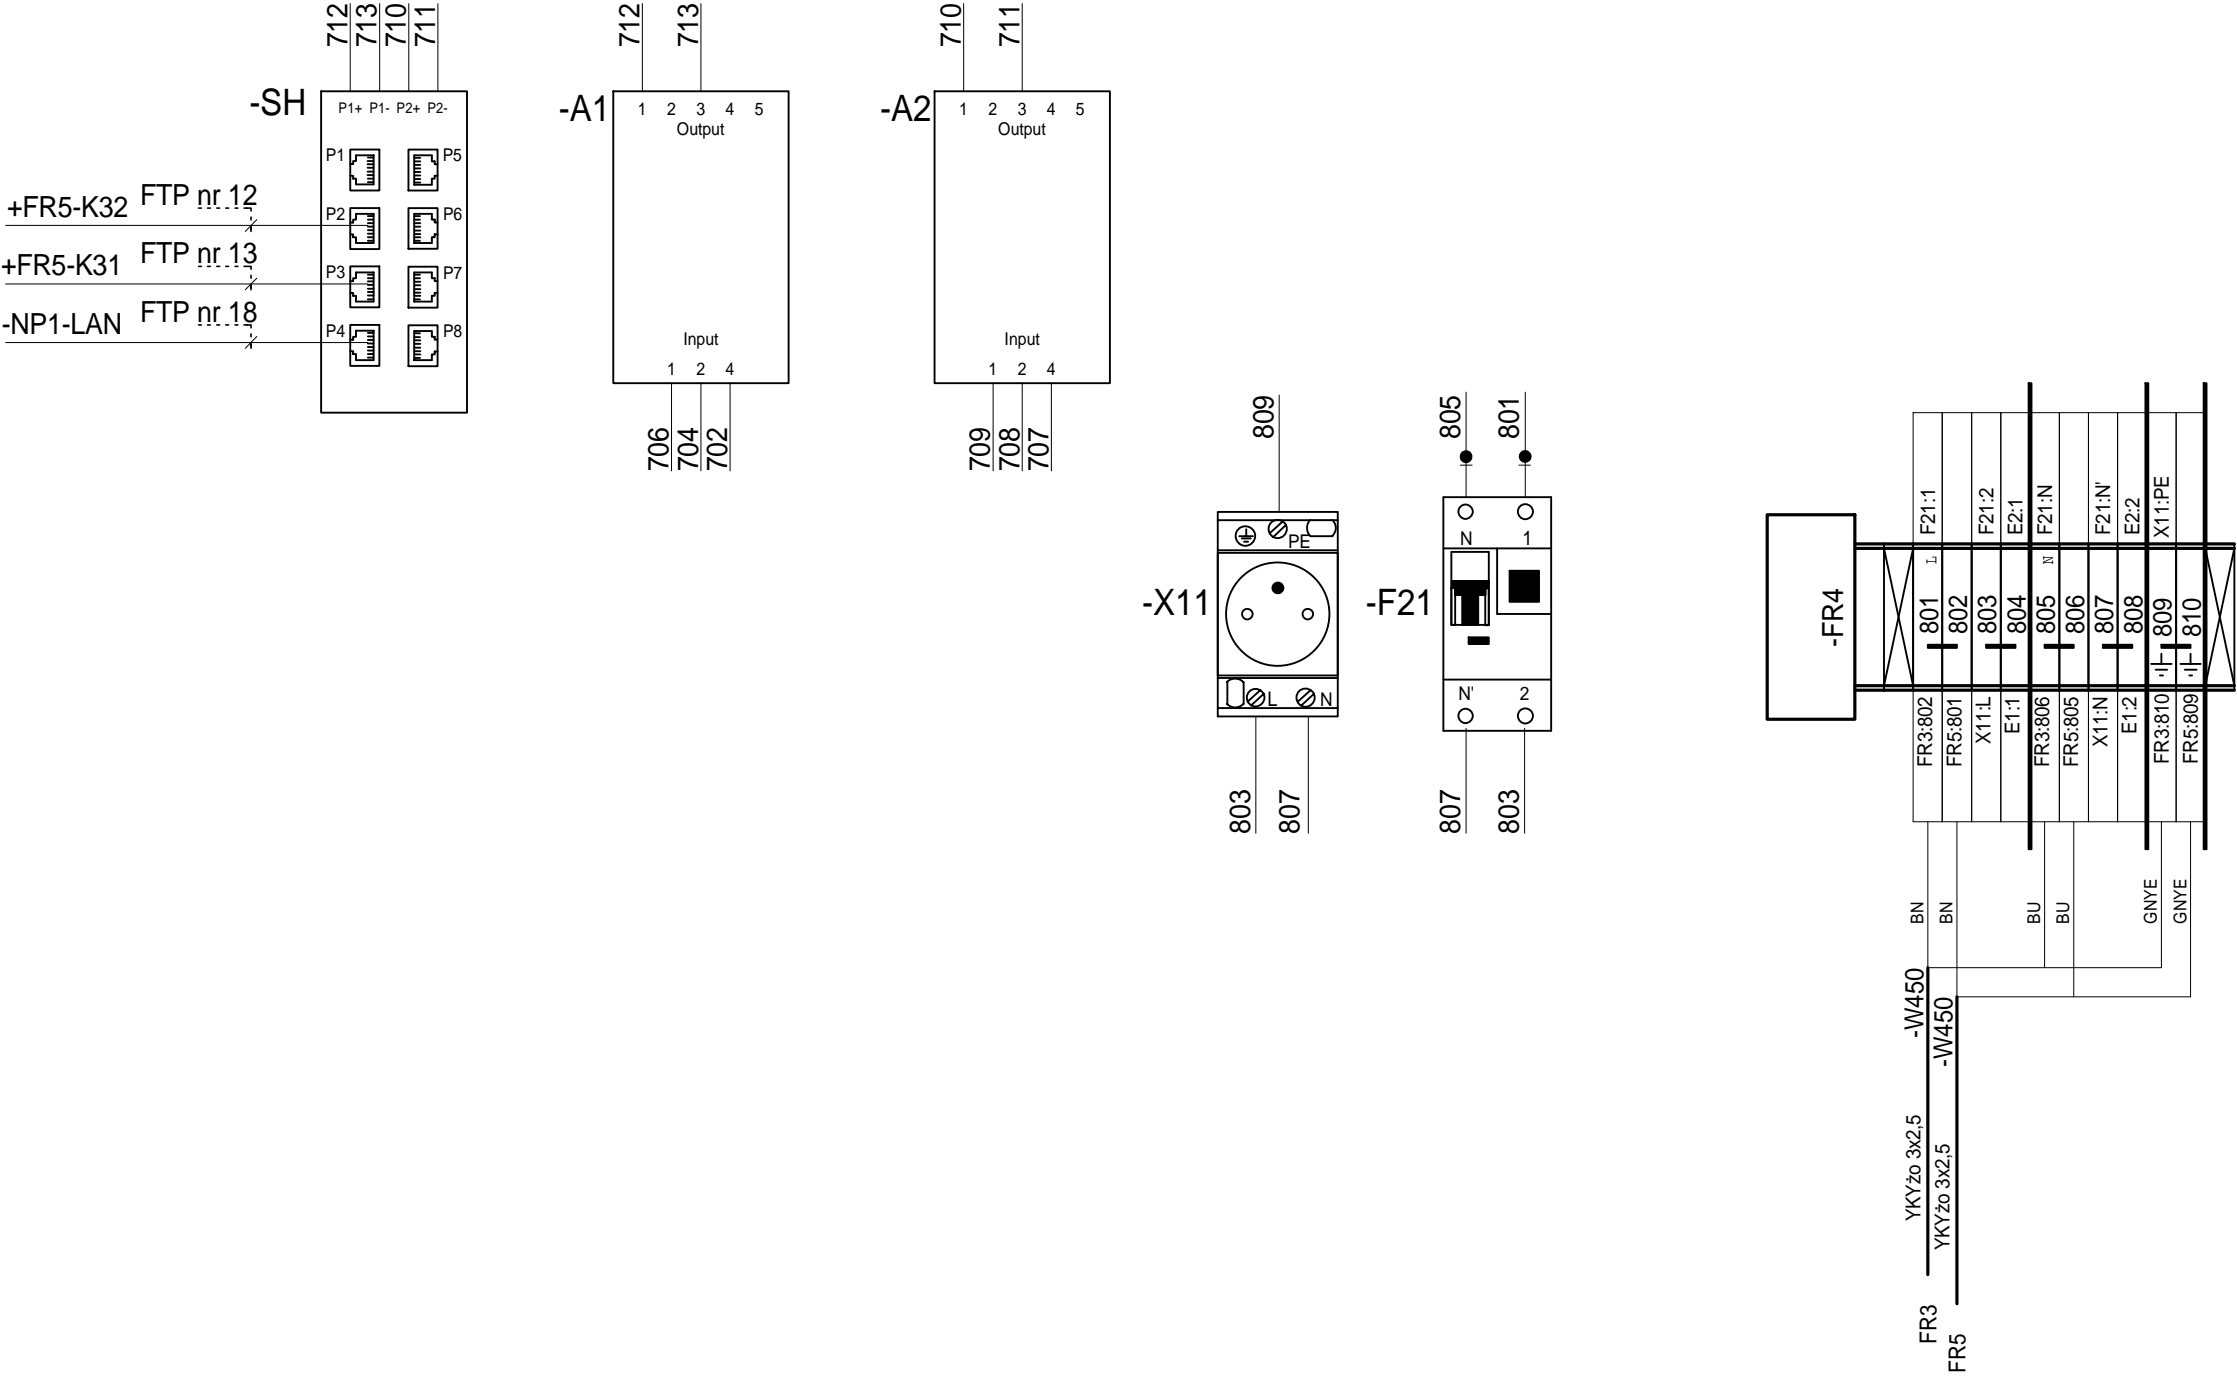 712 713 710 711
-SH
P1+ P1- P2+ P2-
P1 P5
P2 P6
P3 P7
P4 P8
+FR5-K32 FTP nr 12
+FR5-K31 FTP nr 13
-NP1-LAN FTP nr 18
712 713
-A1
1 2 3 4 5
Output
Input
1 2 4
706 704 702
710 711
-A2
1 2 3 4 5
Output
Input
1 2 4
709 708 707
809
PE
-X11
L N
803 807
805 801
N 1
-F21
N' 2
807 803
-FR4
F21:1 F21:2 E2:1 F21:N F21:N' E2:2 X11:PE
L N
801 802 803 804 805 806 807 808 809 810
FR3:802 FR5:801 X11:L E1:1 FR3:806 FR5:805 X11:N E1:2 FR3:810 FR5:809
BN BN BU BU GNYE GNYE
-W450
-W450
YKYżo 3x2,5
YKYżo 3x2,5
FR3
FR5